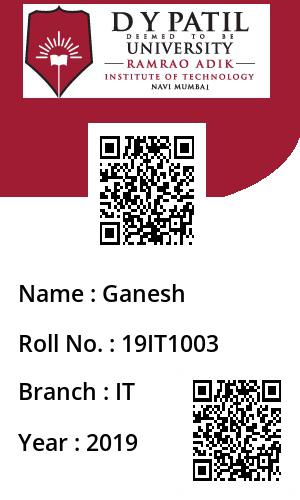 D Y PATIL
DEEMED TO BE
UNIVERSITY
RAMRAO ADIK
INSTITUTE OF TECHNOLOGY
NAVI MUMBAI
Name : Ganesh
Roll No. : 19IT1003
Branch : IT
Year : 2019